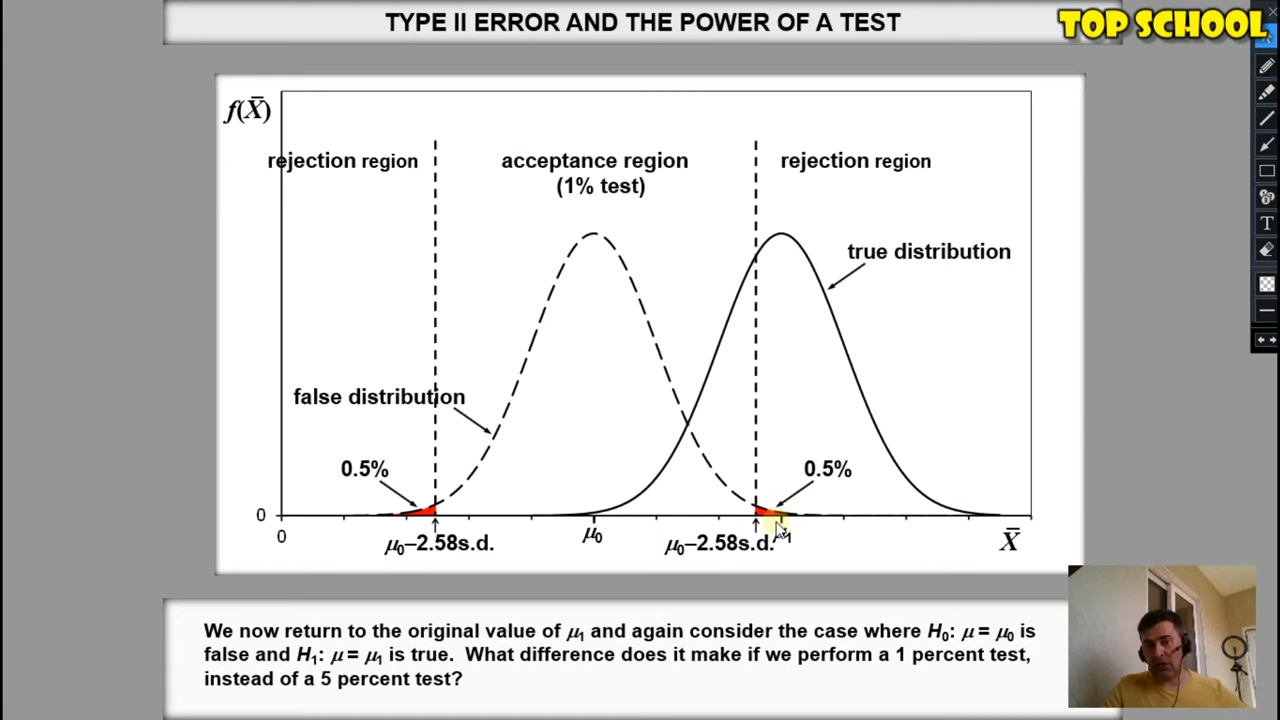 TYPE II ERROR AND THE POWER OF A TEST
TOP SCHOOL
f(X̅)
rejection region
acceptance region
(1% test)
rejection region
true distribution
false distribution
0.5%
0.5%
0
0
μ₀–2.58s.d.
μ₀
μ₀–2.58s.d.
X̅
We now return to the original value of μ₁ and again consider the case where H₀: μ = μ₀ is
false and H₁: μ = μ₁ is true. What difference does it make if we perform a 1 percent test,
instead of a 5 percent test?
T